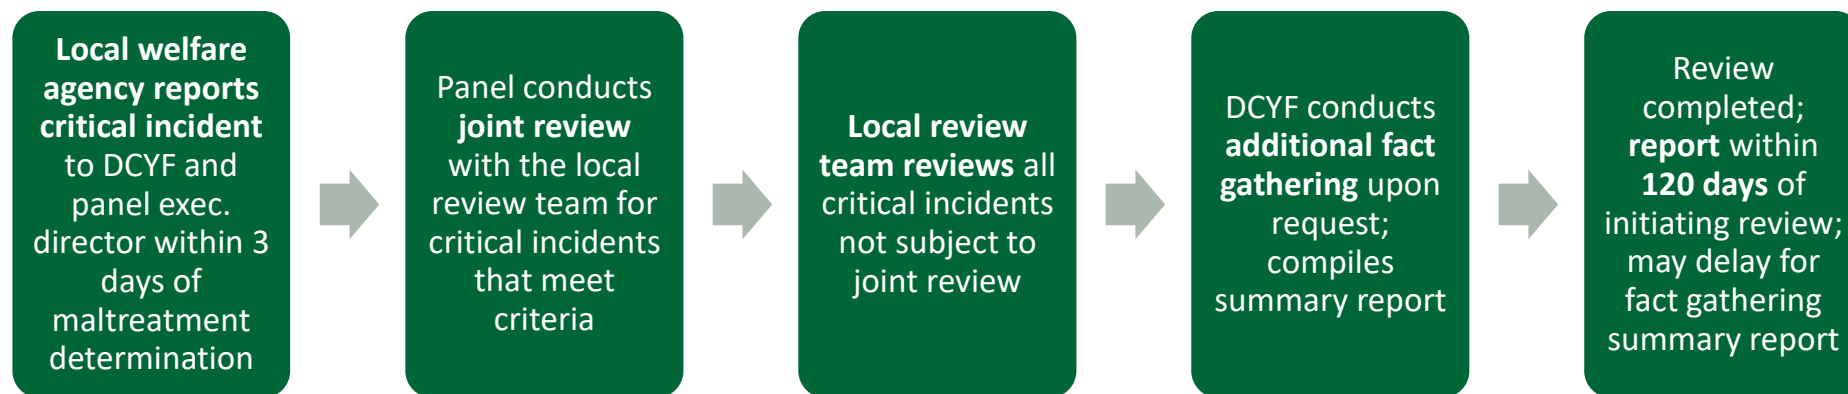 Local welfare
agency reports
critical incident
to DCYF and
panel exec.
director within 3
days of
maltreatment
determination
Panel conducts
joint review
with the local
review team for
critical incidents
that meet
criteria
Local review
team reviews all
critical incidents
not subject to
joint review
DCYF conducts
additional fact
gathering upon
request;
compiles
summary report
Review
completed;
report within
120 days of
initiating review;
may delay for
fact gathering
summary report